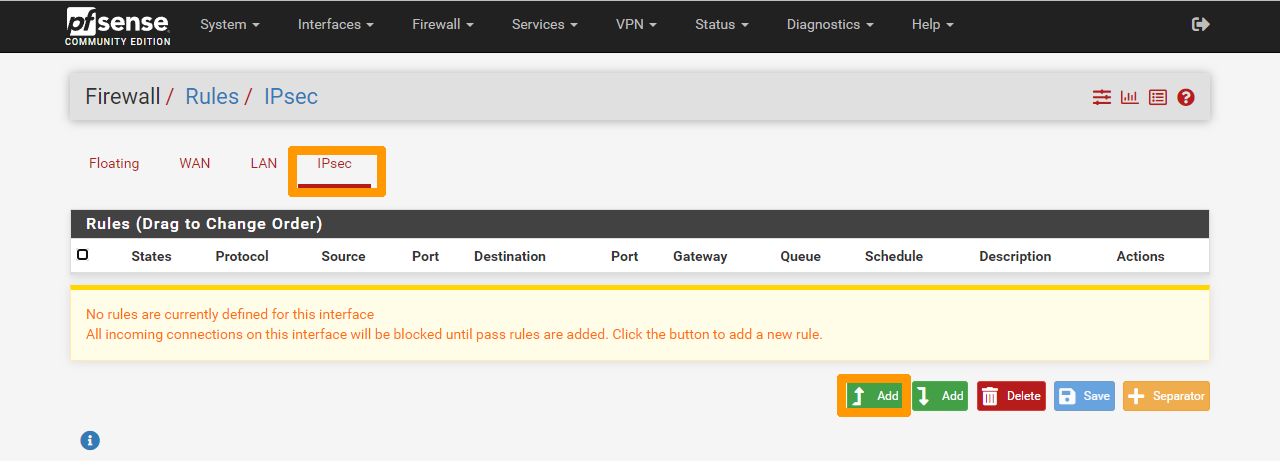 pfsense
COMMUNITY EDITION
System Interfaces Firewall Services VPN Status Diagnostics Help
Firewall / Rules / IPsec
Floating WAN LAN IPsec
Rules (Drag to Change Order)
States Protocol Source Port Destination Port Gateway Queue Schedule Description Actions
No rules are currently defined for this interface
All incoming connections on this interface will be blocked until pass rules are added. Click the button to add a new rule.
Add Add Delete Save Separator